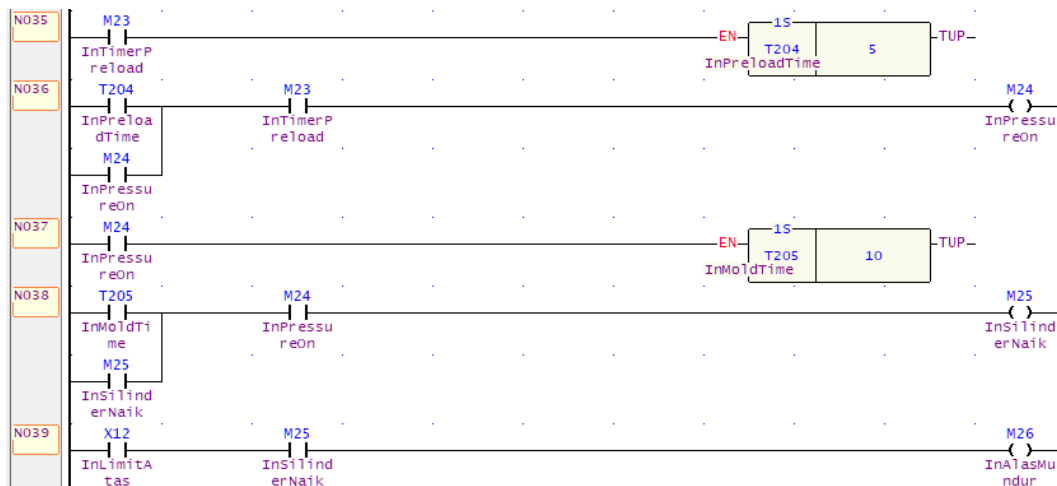 N035
M23
InTimerP
reload
EN
1S
T204
5
TUP
InPreloadTime
N036
T204
M23
M24
InPreloa
dTime
InTimerP
reload
InPressu
reOn
M24
InPressu
reOn
N037
M24
InPressu
reOn
EN
1S
T205
10
TUP
InMoldTime
N038
T205
M24
M25
InMoldTi
me
InPressu
reOn
InSilind
erNaik
M25
InSilind
erNaik
N039
X12
M25
M26
InLimitA
tas
InSilind
erNaik
InAlasMu
ndur